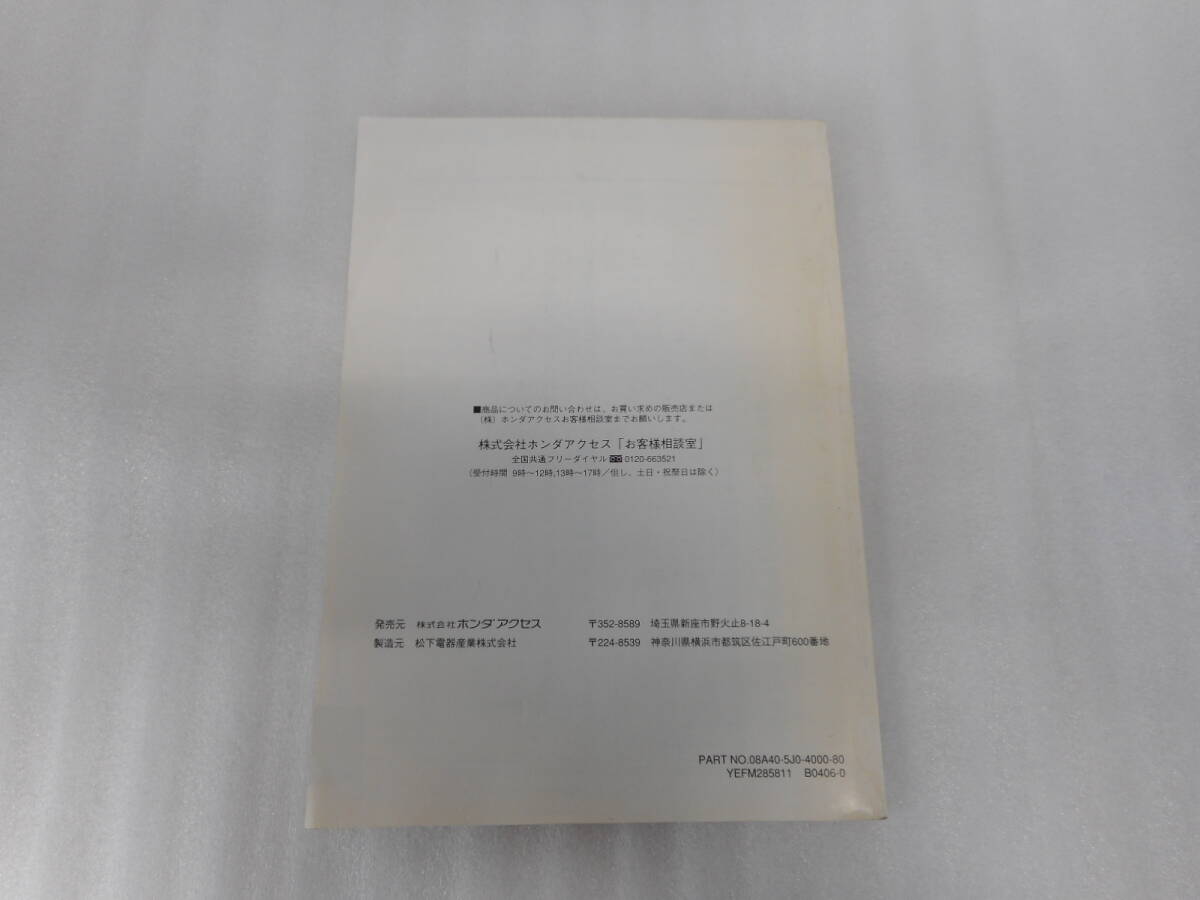 ■商品についてのお問い合わせは、お買い求めの販売店または
（株）ホンダアクセスお客様相談室までお願いします。
株式会社ホンダアクセス「お客様相談室」
全国共通フリーダイヤル 0120-663521
（受付時間 9時〜12時,13時〜17時／但し、土日・祝祭日は除く）
発売元 株式会社ホンダアクセス 〒352-8589 埼玉県新座市野火止8-18-4
製造元 松下電器産業株式会社 〒224-8539 神奈川県横浜市都筑区佐江戸町600番地
PART NO.08A40-5J0-4000-80
YEFM285811 B0406-0